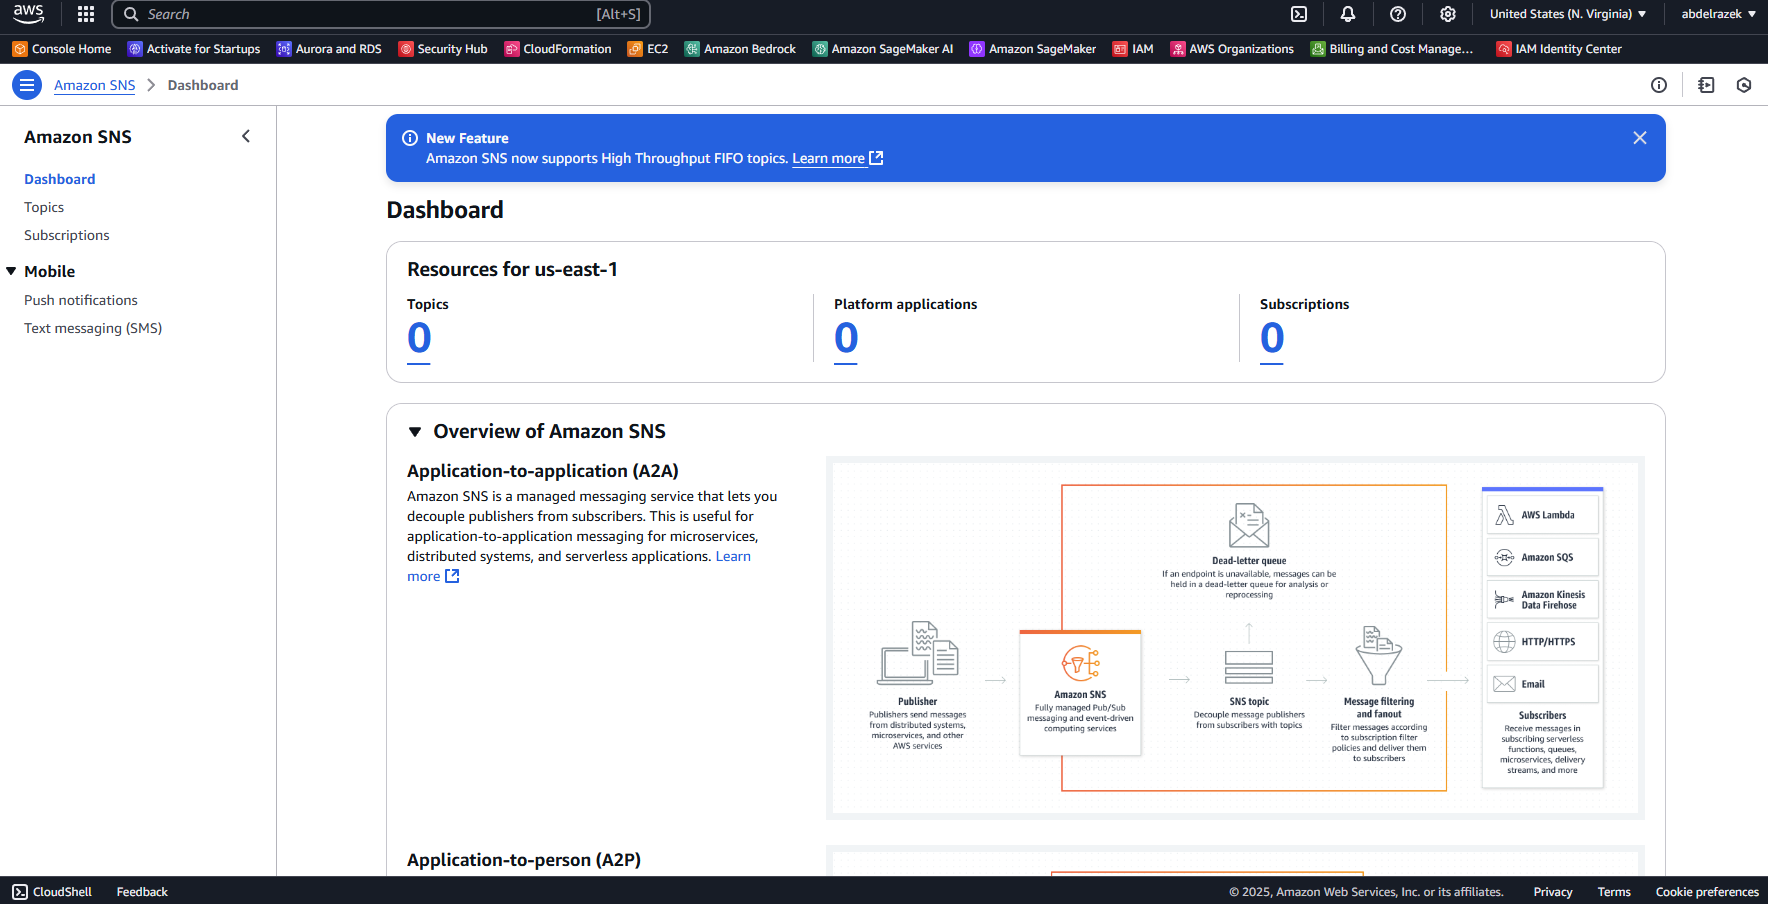 aws
Search [Alt+S]
United States (N. Virginia)
abdelrazek
Console Home
Activate for Startups
Aurora and RDS
Security Hub
CloudFormation
EC2
Amazon Bedrock
Amazon SageMaker AI
Amazon SageMaker
IAM
AWS Organizations
Billing and Cost Manage...
IAM Identity Center
Amazon SNS
Dashboard
Amazon SNS
Dashboard
Topics
Subscriptions
Mobile
Push notifications
Text messaging (SMS)
New Feature
Amazon SNS now supports High Throughput FIFO topics. Learn more
Dashboard
Resources for us-east-1
Topics
0
Platform applications
0
Subscriptions
0
Overview of Amazon SNS
Application-to-application (A2A)
Amazon SNS is a managed messaging service that lets you
decouple publishers from subscribers. This is useful for
application-to-application messaging for microservices,
distributed systems, and serverless applications. Learn
more
Publisher
Publishers send messages
from distributed systems,
microservices, and other
AWS services
Amazon SNS
Fully managed Pub/Sub
messaging and event-driven
computing services
Dead-letter queue
If an endpoint is unavailable, messages can be
held in a dead-letter queue for analysis or
reprocessing
SNS topic
Decouple message publishers
from subscribers with topics
Message filtering
and fanout
Filter messages according
to subscription filter
policies and deliver them
to subscribers
AWS Lambda
Amazon SQS
Amazon Kinesis
Data Firehose
HTTP/HTTPS
Email
Subscribers
Receive messages in
subscribing serverless
functions, queues,
microservices, delivery
streams, and more
Application-to-person (A2P)
CloudShell
Feedback
© 2025, Amazon Web Services, Inc. or its affiliates.
Privacy
Terms
Cookie preferences